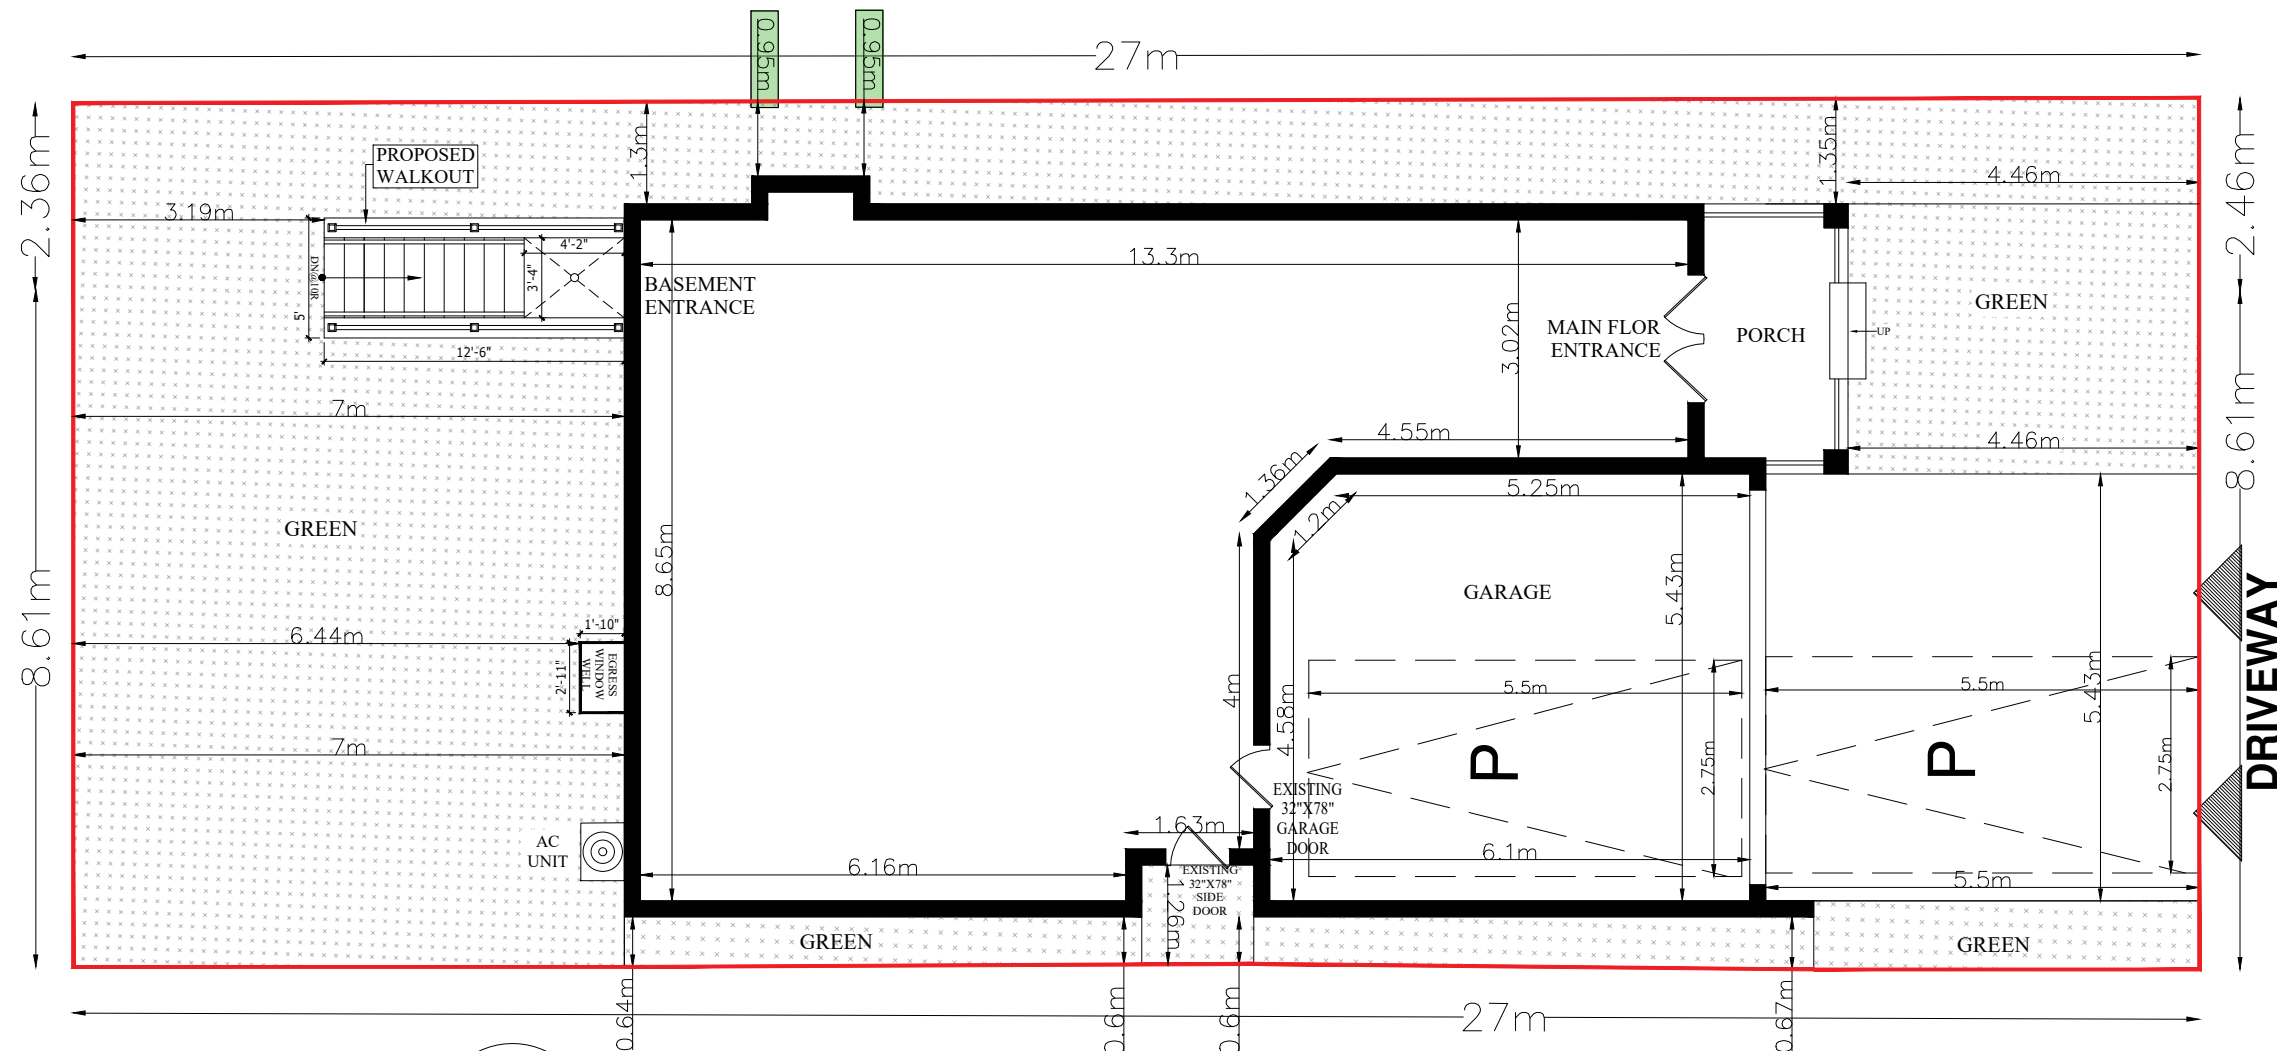 0.95m
0.95m
27m
2.36m
1.3m
1.35m
2.46m
PROPOSED
WALKOUT
4.46m
3.19m
4'-2"
3'-4"
DN@10R
5'
12'-6"
BASEMENT
ENTRANCE
13.3m
3.02m
MAIN FLOR
ENTRANCE
PORCH
UP
GREEN
7m
4.55m
4.46m
8.61m
1.36m
1.2m
5.25m
GREEN
8.65m
GARAGE
5.43m
8.61m
6.44m
1'-10"
2'-11"
EGRESS
WINDOW
WELL
4m
4.58m
5.5m
2.75m
P
5.5m
5.43m
2.75m
P
DRIVEWAY
7m
EXISTING
32"X78"
GARAGE
DOOR
1.63m
AC
UNIT
6.16m
EXISTING
32"X78"
SIDE
DOOR
1.26m
6.1m
5.5m
GREEN
GREEN
0.64m
0.6m
0.6m
0.67m
27m